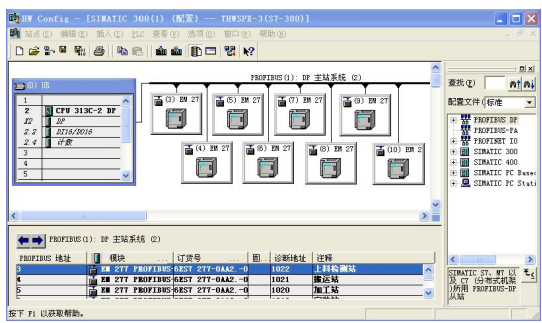 HW Config - [SIMATIC 300(1) (配置) -- THWSPX-3(S7-300)]
站点(S) 编辑(E) 插入(I) PLC 查看(V) 选项(O) 窗口(W) 帮助(H)
(0) UR
1
2 CPU 313C-2 DP
X2 DP
2.2 DI16/DO16
2.4 计数
3
4
5
PROFIBUS(1): DP 主站系统 (2)
(3) EM 27
(5) EM 27
(7) EM 27
(9) EM 27
(4) EM 27
(6) EM 27
(8) EM 27
(10) EM 2
查找(F)
配置文件(标准
PROFIBUS DP
PROFIBUS-PA
PROFINET IO
SIMATIC 300
SIMATIC 400
SIMATIC PC Based
SIMATIC PC Stati
PROFIBUS(1): DP 主站系统 (2)
PROFIBUS 地址 模块 ... 订货号 ... 固... 诊断地址 注释
3 EM 277 PROFIBUS-6ES7 277-0AA2.-0 1022 上料检测站
4 EM 277 PROFIBUS-6ES7 277-0AA2.-0 1021 搬运站
5 EM 277 PROFIBUS-6ES7 277-0AA2.-0 1020 加工站
SIMATIC S7、M7 以
及 C7 (分布式机架
)所用 PROFIBUS-DP
从站
按下 F1 以获取帮助。